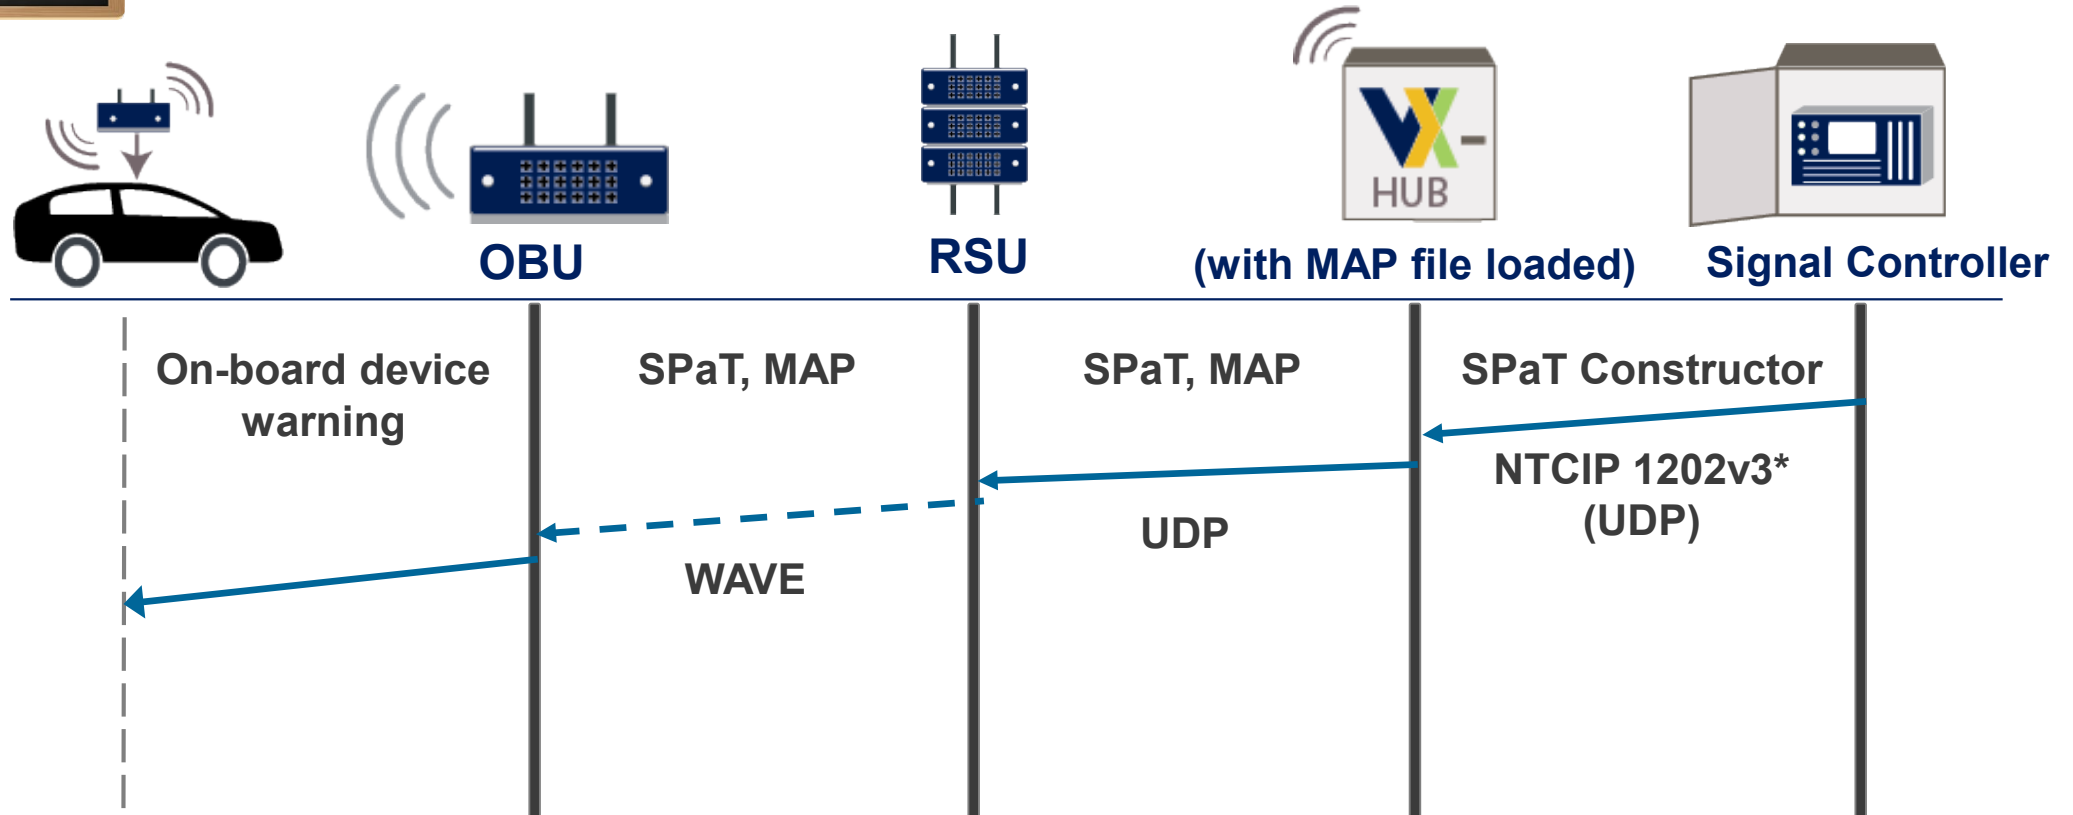 VX-
HUB
OBU
RSU
(with MAP file loaded)
Signal Controller
On-board device
warning
SPaT, MAP
SPaT, MAP
SPaT Constructor
NTCIP 1202v3*
(UDP)
UDP
WAVE